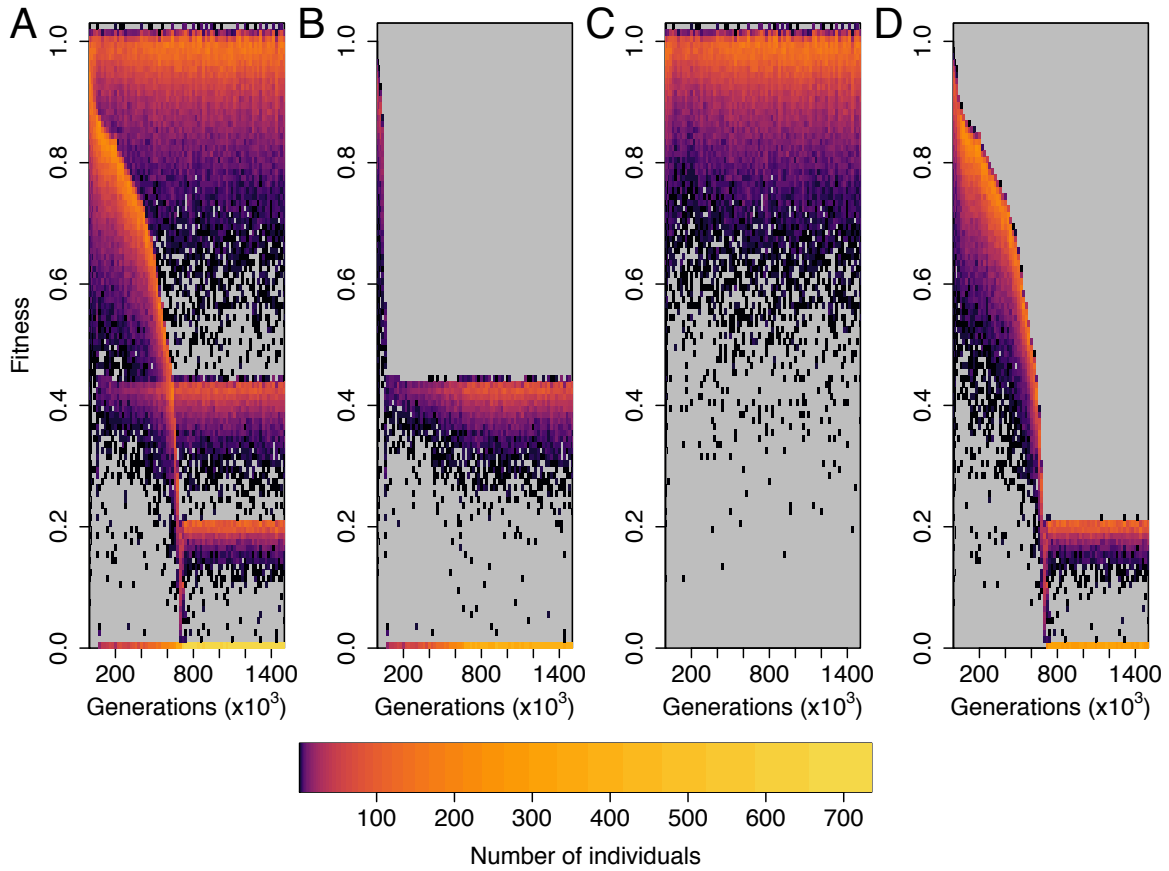 A B C D
Fitness
0.0 0.2 0.4 0.6 0.8 1.0
0.0 0.2 0.4 0.6 0.8 1.0
0.0 0.2 0.4 0.6 0.8 1.0
0.0 0.2 0.4 0.6 0.8 1.0
200 800 1400 200 800 1400 200 800 1400 200 800 1400
Generations (x10³) Generations (x10³) Generations (x10³) Generations (x10³)
100 200 300 400 500 600 700
Number of individuals